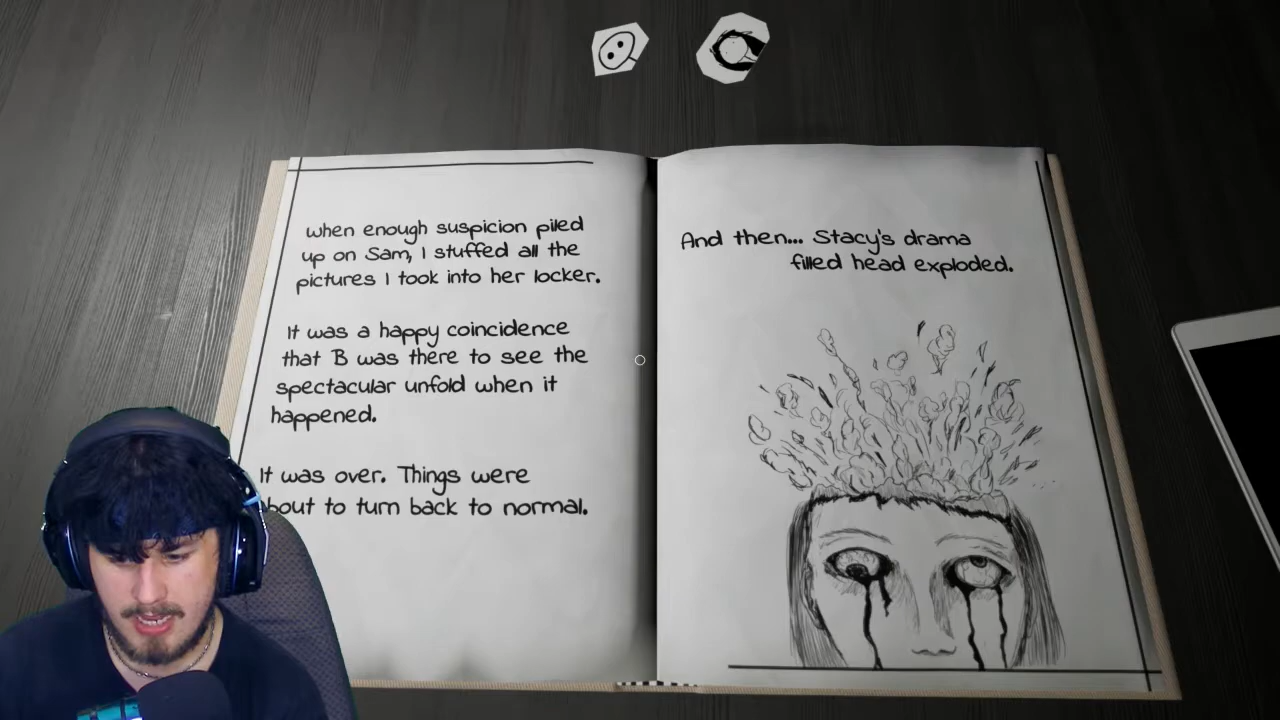 when enough suspicion piled
up on Sam, I stuffed all the
pictures I took into her locker.
It was a happy coincidence
that B was there to see the
spectacular unfold when it
happened.
It was over. Things were
about to turn back to normal.
And then... Stacy's drama
filled head exploded.